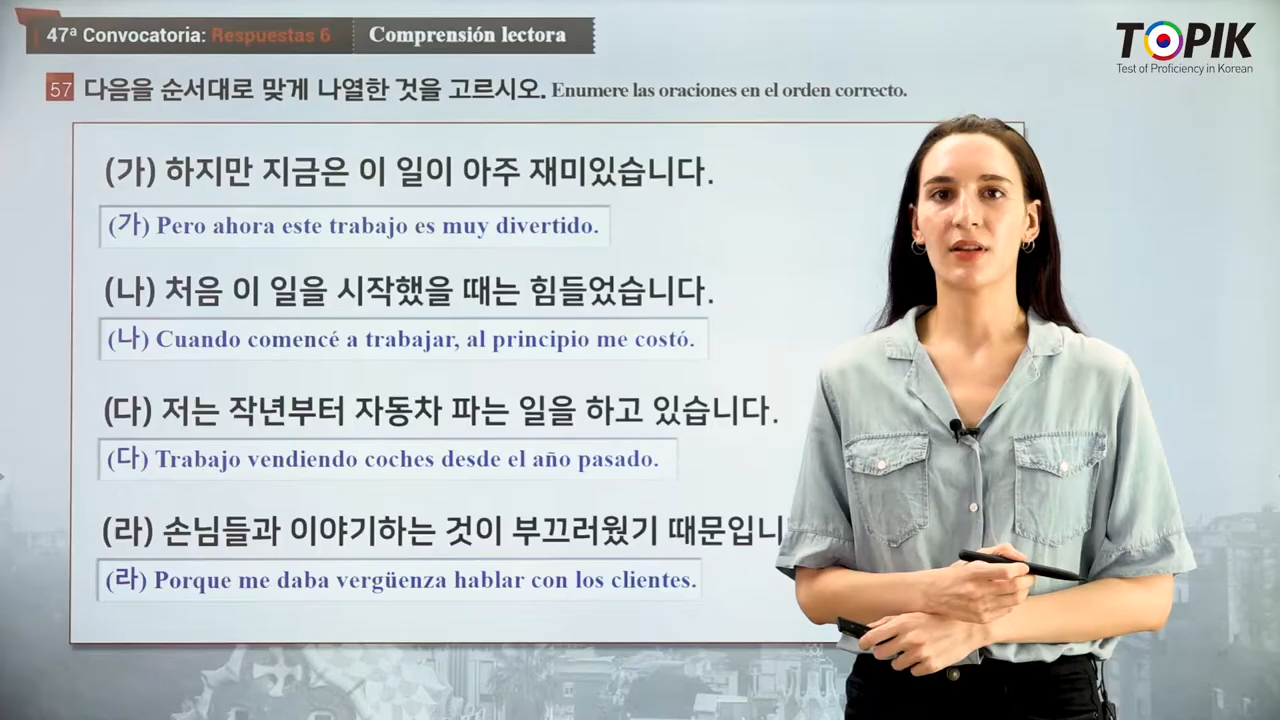 47ª Convocatoria: Respuestas 6 Comprensión lectora
TOPIK
Test of Proficiency in Korean
57 다음을 순서대로 맞게 나열한 것을 고르시오. Enumere las oraciones en el orden correcto.
(가) 하지만 지금은 이 일이 아주 재미있습니다.
(가) Pero ahora este trabajo es muy divertido.
(나) 처음 이 일을 시작했을 때는 힘들었습니다.
(나) Cuando comencé a trabajar, al principio me costó.
(다) 저는 작년부터 자동차 파는 일을 하고 있습니다.
(다) Trabajo vendiendo coches desde el año pasado.
(라) 손님들과 이야기하는 것이 부끄러웠기 때문입니
(라) Porque me daba vergüenza hablar con los clientes.